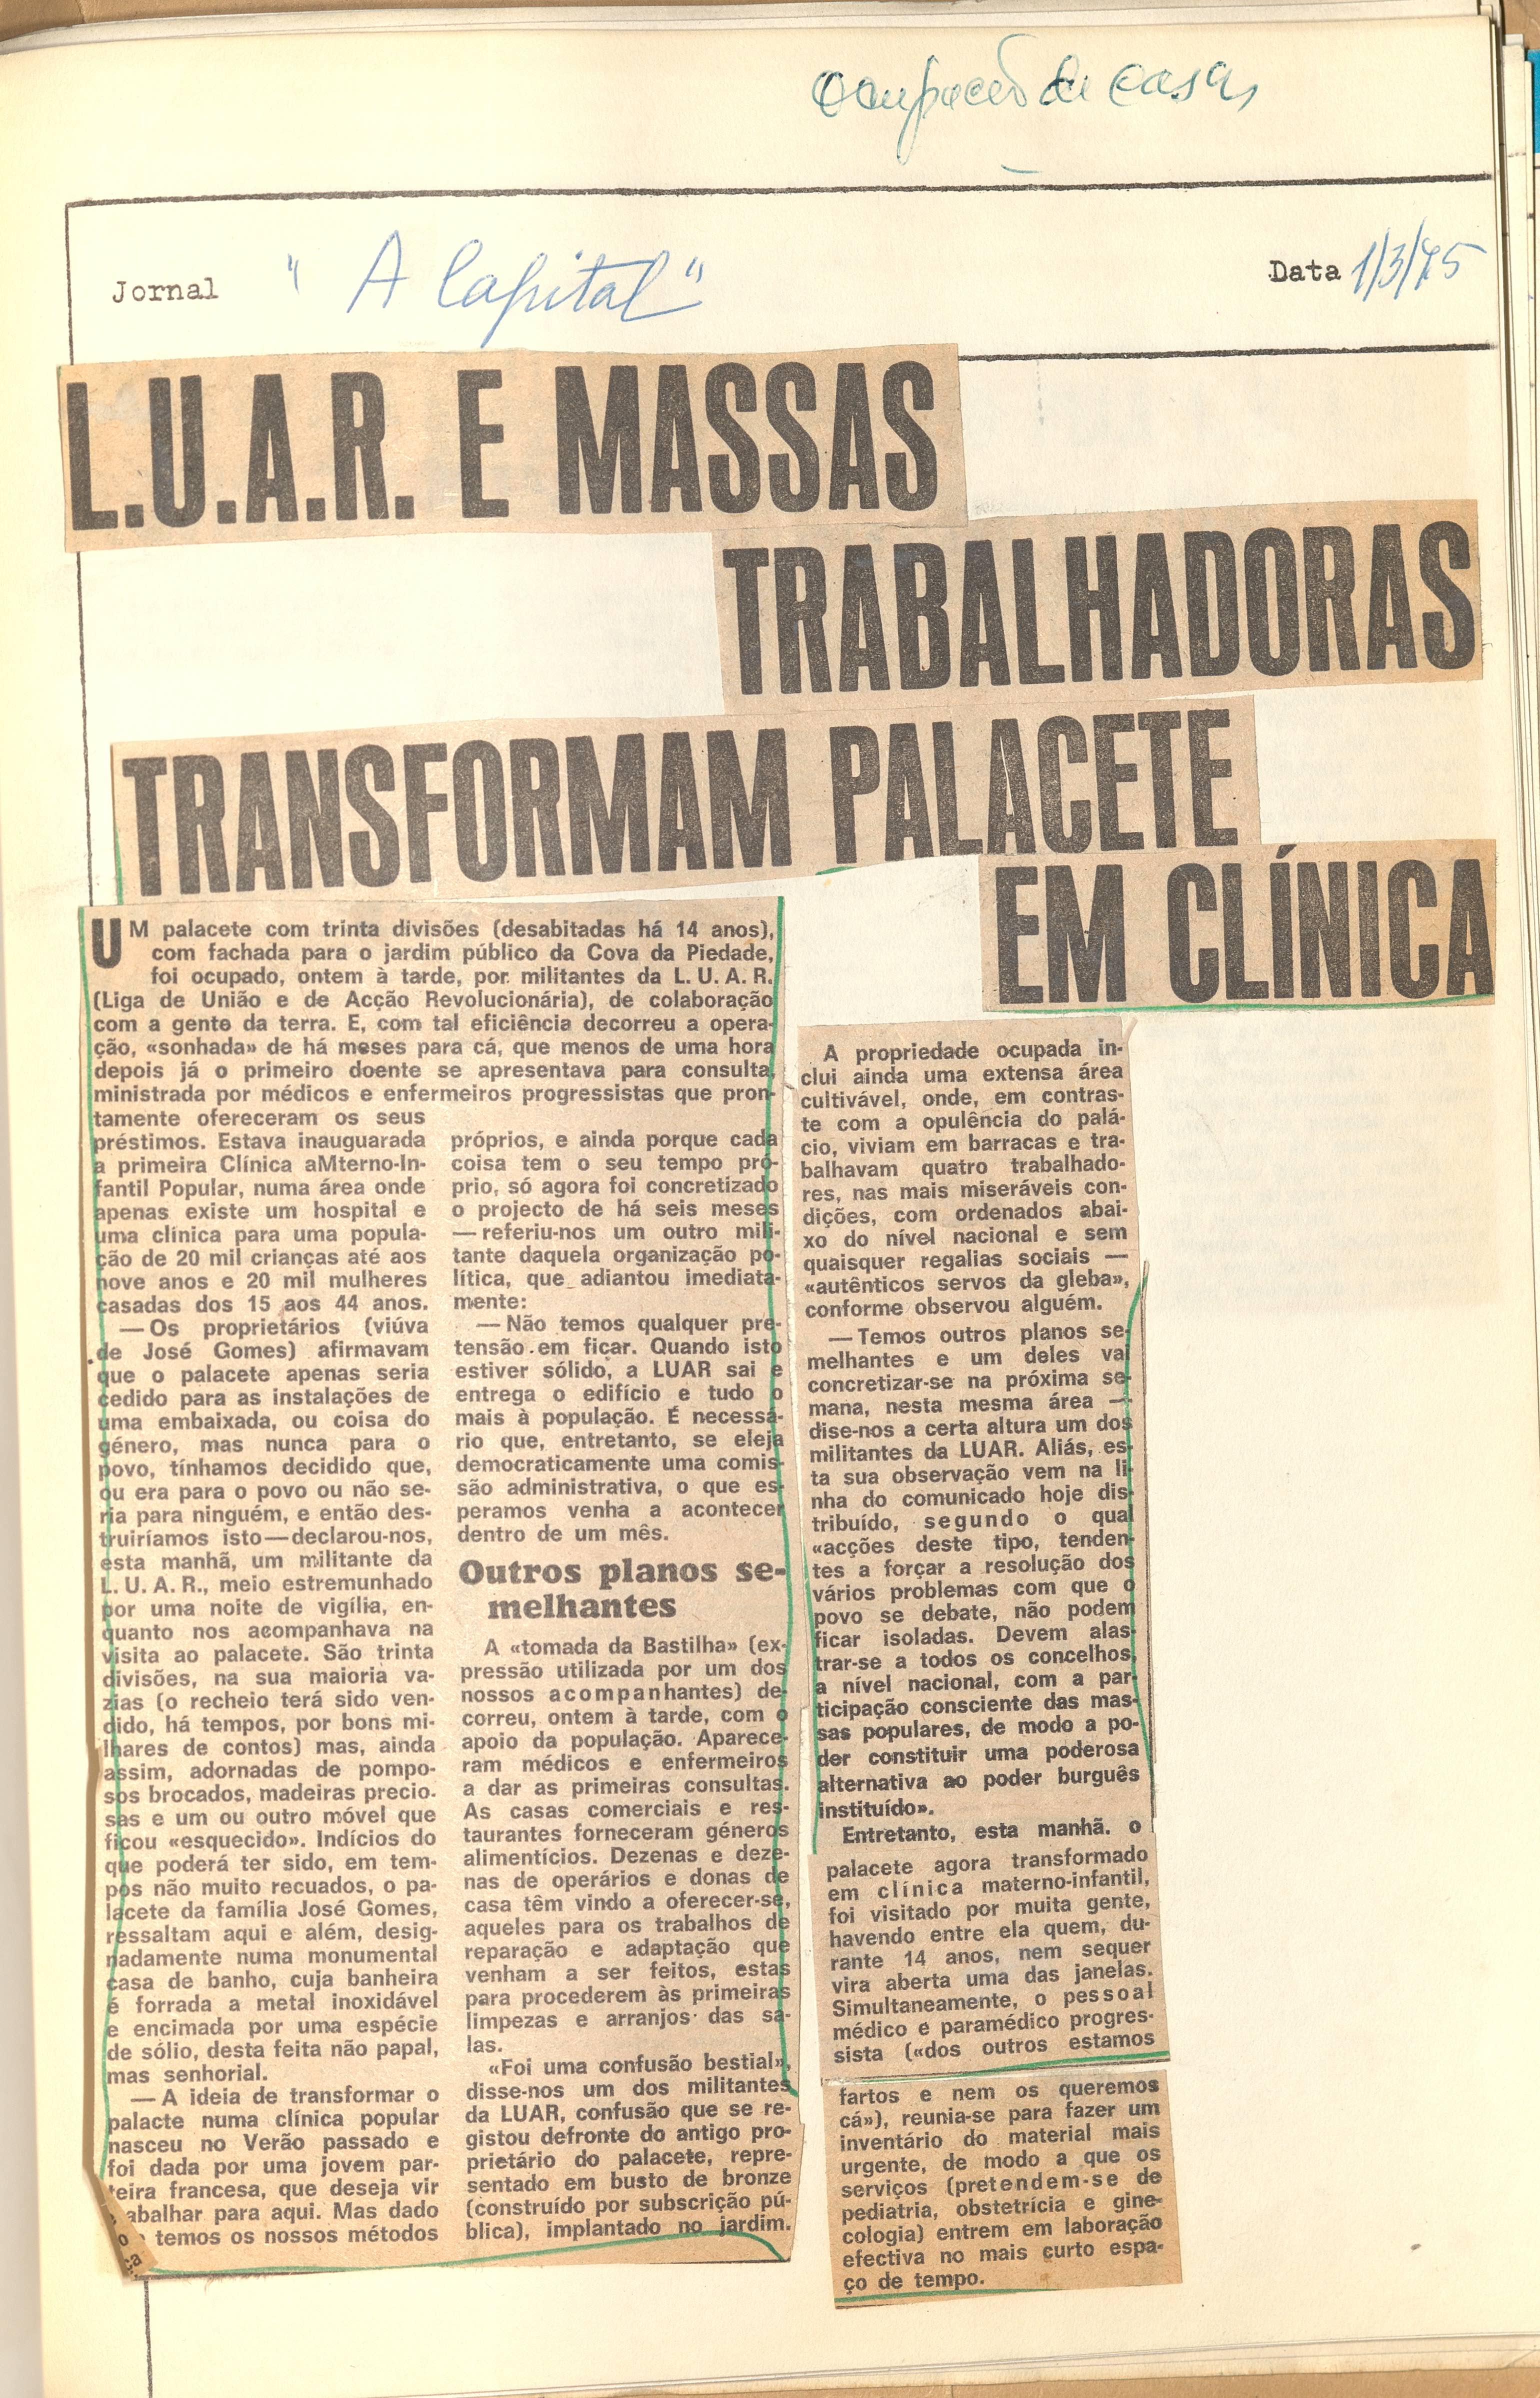 Ocupação de casas
Jornal "A Capital" Data 1/3/75
L.U.A.R. E MASSAS
TRABALHADORAS
TRANSFORMAM PALACETE
EM CLÍNICA
UM palacete com trinta divisões (desabitadas há 14 anos),
com fachada para o jardim público da Cova da Piedade,
foi ocupado, ontem à tarde, por militantes da L. U. A. R.
(Liga de União e de Acção Revolucionária), de colaboração
com a gente da terra. E, com tal eficiência decorreu a opera-
ção, «sonhada» de há meses para cá, que menos de uma hora
depois já o primeiro doente se apresentava para consulta,
ministrada por médicos e enfermeiros progressistas que pron-
tamente ofereceram os seus
préstimos. Estava inauguarada
a primeira Clínica aMterno-In-
fantil Popular, numa área onde
apenas existe um hospital e
uma clínica para uma popula-
ção de 20 mil crianças até aos
nove anos e 20 mil mulheres
casadas dos 15 aos 44 anos.
— Os proprietários (viúva
de José Gomes) afirmavam
que o palacete apenas seria
cedido para as instalações de
uma embaixada, ou coisa do
género, mas nunca para o
povo, tínhamos decidido que,
ou era para o povo ou não se-
ria para ninguém, e então des-
truiríamos isto — declarou-nos,
esta manhã, um militante da
L. U. A. R., meio estremunhado
por uma noite de vigília, en-
quanto nos acompanhava na
visita ao palacete. São trinta
divisões, na sua maioria va-
zias (o recheio terá sido ven-
dido, há tempos, por bons mi-
lhares de contos) mas, ainda
assim, adornadas de pompo-
sos brocados, madeiras precio-
sas e um ou outro móvel que
ficou «esquecido». Indícios do
que poderá ter sido, em tem-
pos não muito recuados, o pa-
lacete da família José Gomes,
ressaltam aqui e além, desig-
nadamente numa monumental
casa de banho, cuja banheira
é forrada a metal inoxidável
e encimada por uma espécie
de sólio, desta feita não papal,
mas senhorial.
— A ideia de transformar o
palacte numa clínica popular
nasceu no Verão passado e
foi dada por uma jovem par-
teira francesa, que deseja vir
abalhar para aqui. Mas dado
temos os nossos métodos
próprios, e ainda porque cada
coisa tem o seu tempo pró-
prio, só agora foi concretizado
o projecto de há seis meses
— referiu-nos um outro mili-
tante daquela organização po-
lítica, que adiantou imediata-
mente:
— Não temos qualquer pre-
tensão em ficar. Quando isto
estiver sólido, a LUAR sai e
entrega o edifício e tudo o
mais à população. É necessá-
rio que, entretanto, se eleja
democraticamente uma comis-
são administrativa, o que es-
peramos venha a acontecer
dentro de um mês.
Outros planos se-
melhantes
A «tomada da Bastilha» (ex-
pressão utilizada por um dos
nossos acompanhantes) de-
correu, ontem à tarde, com o
apoio da população. Aparece-
ram médicos e enfermeiros
a dar as primeiras consultas.
As casas comerciais e res-
taurantes forneceram géneros
alimentícios. Dezenas e deze-
nas de operários e donas de
casa têm vindo a oferecer-se,
aqueles para os trabalhos de
reparação e adaptação que
venham a ser feitos, estas
para procederem às primeiras
limpezas e arranjos das sa-
las.
«Foi uma confusão bestial»,
disse-nos um dos militantes
da LUAR, confusão que se re-
gistou defronte do antigo pro-
prietário do palacete, repre-
sentado em busto de bronze
(construído por subscrição pú-
blica), implantado no jardim.
A propriedade ocupada in-
clui ainda uma extensa área
cultivável, onde, em contras-
te com a opulência do palá-
cio, viviam em barracas e tra-
balhavam quatro trabalhado-
res, nas mais miseráveis con-
dições, com ordenados abai-
xo do nível nacional e sem
quaisquer regalias sociais —
«autênticos servos da gleba»,
conforme observou alguém.
— Temos outros planos se-
melhantes e um deles vai
concretizar-se na próxima se-
mana, nesta mesma área —
dise-nos a certa altura um dos
militantes da LUAR. Aliás, es-
ta sua observação vem na li-
nha do comunicado hoje dis-
tribuído, segundo o qual
«acções deste tipo, tenden-
tes a forçar a resolução dos
vários problemas com que o
povo se debate, não podem
ficar isoladas. Devem alas-
trar-se a todos os concelhos,
a nível nacional, com a par-
ticipação consciente das mas-
sas populares, de modo a po-
der constituir uma poderosa
alternativa ao poder burguês
instituído».
Entretanto, esta manhã. o
palacete agora transformado
em clínica materno-infantil,
foi visitado por muita gente,
havendo entre ela quem, du-
rante 14 anos, nem sequer
vira aberta uma das janelas.
Simultaneamente, o pessoal
médico e paramédico progres-
sista («dos outros estamos
fartos e nem os queremos
cá»), reunia-se para fazer um
inventário do material mais
urgente, de modo a que os
serviços (pretendem-se de
pediatria, obstetrícia e gine-
cologia) entrem em laboração
efectiva no mais curto espa-
ço de tempo.